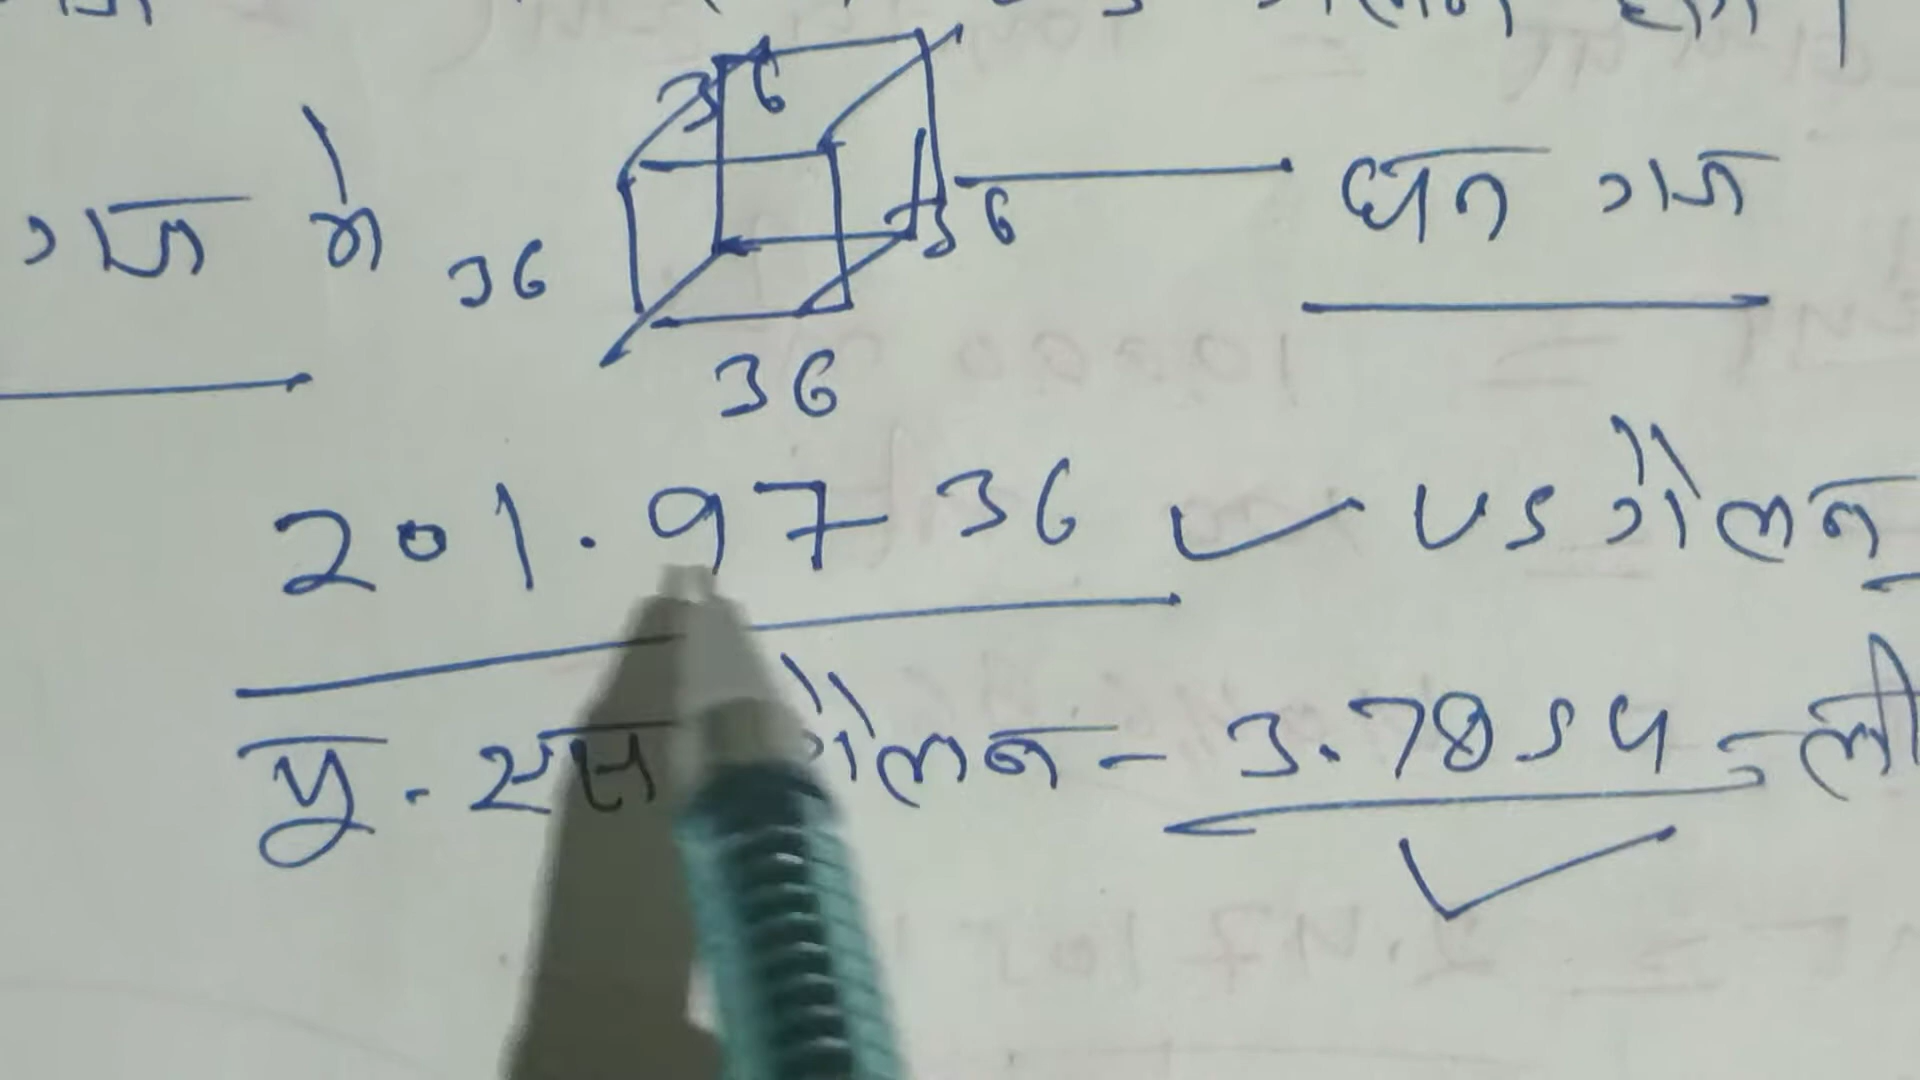 36
गज में 36 36 घन गज
36
201.9736 US गैलन
यु.एस गैलन - 3.7854 - ली